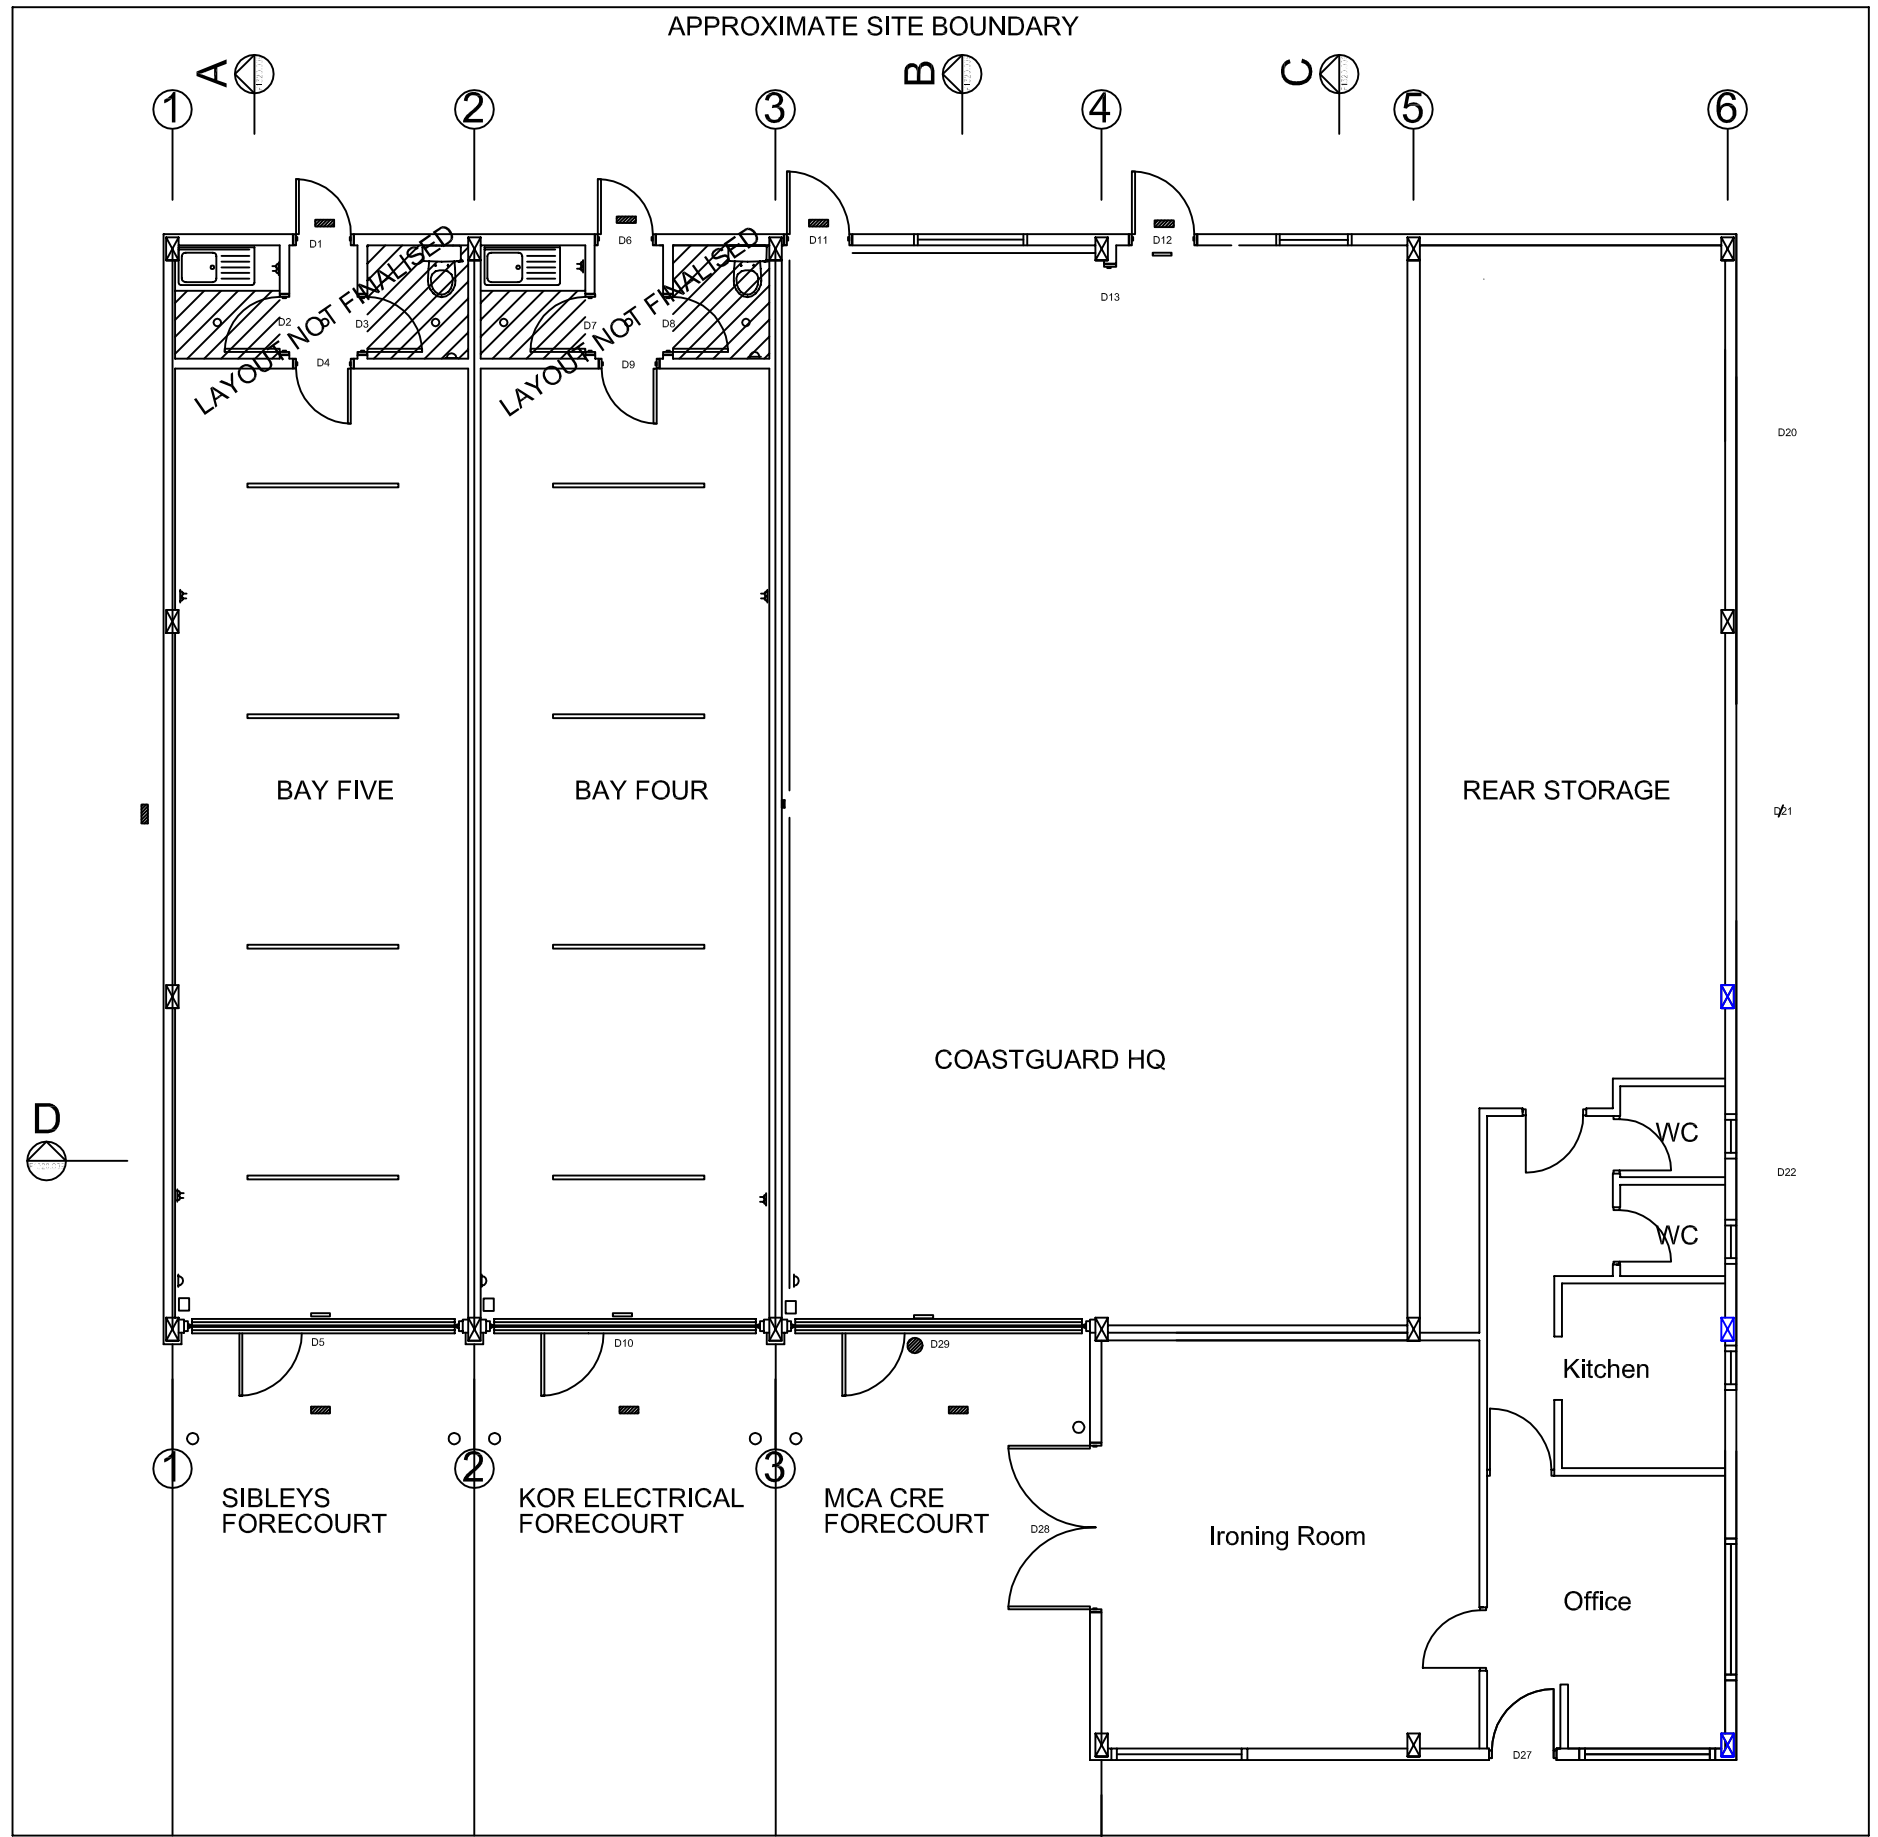 APPROXIMATE SITE BOUNDARY
A
B
C
1
2
3
4
5
6
D1
D6
D11
D12
LAYOUT NOT FINALISED
LAYOUT NOT FINALISED
D13
D2
D3
D7
D8
D4
D9
D20
BAY FIVE
BAY FOUR
REAR STORAGE
D21
COASTGUARD HQ
D
WC
D22
WC
D5
D10
D29
Kitchen
1
2
3
SIBLEYS
FORECOURT
KOR ELECTRICAL
FORECOURT
MCA CRE
FORECOURT
D28
Ironing Room
Office
D27